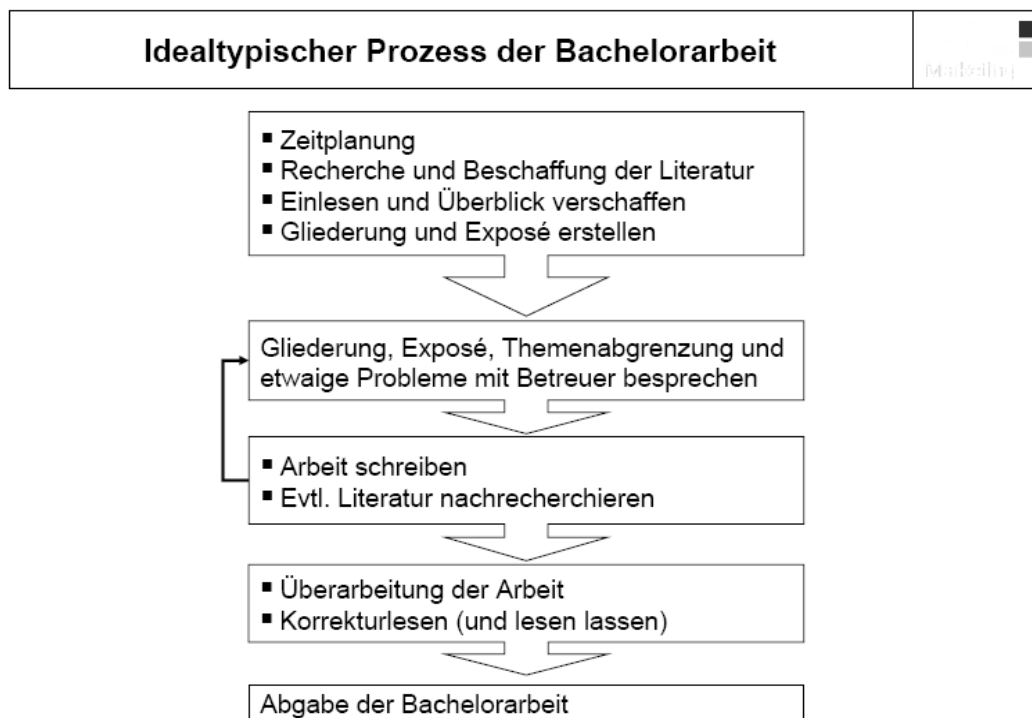 Idealtypischer Prozess der Bachelorarbeit
Marketing
▪ Zeitplanung
▪ Recherche und Beschaffung der Literatur
▪ Einlesen und Überblick verschaffen
▪ Gliederung und Exposé erstellen
Gliederung, Exposé, Themenabgrenzung und
etwaige Probleme mit Betreuer besprechen
▪ Arbeit schreiben
▪ Evtl. Literatur nachrecherchieren
▪ Überarbeitung der Arbeit
▪ Korrekturlesen (und lesen lassen)
Abgabe der Bachelorarbeit